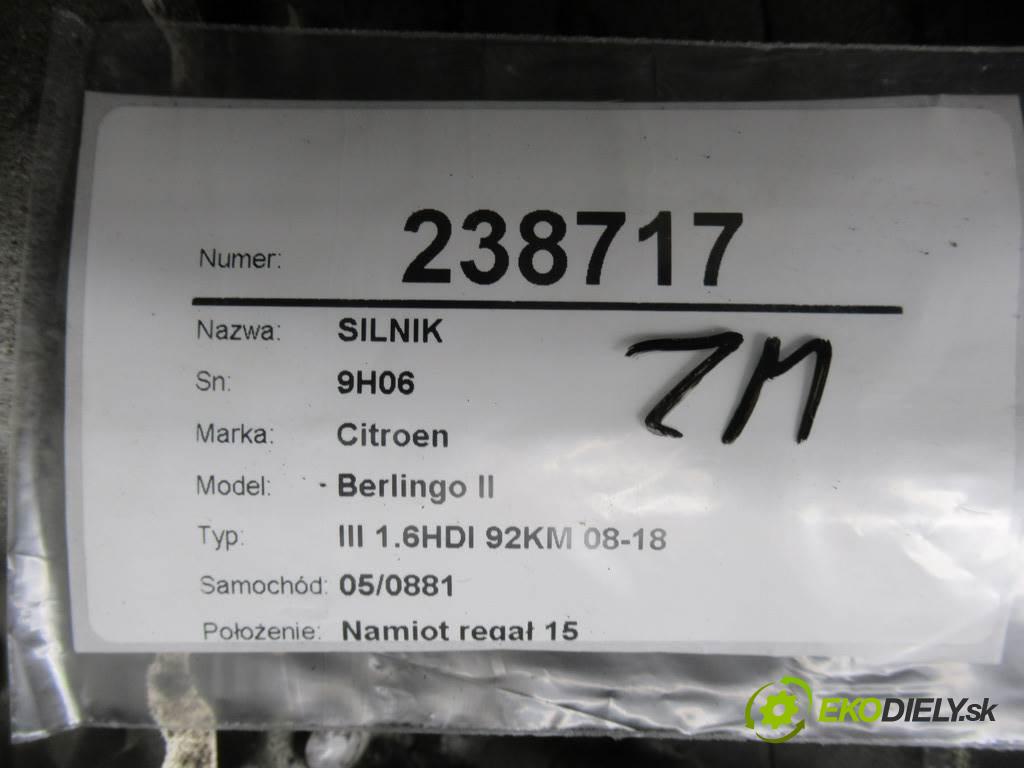 Numer: 238717
Nazwa: SILNIK
Sn: 9H06
Marka: Citroen
Model: Berlingo II
Typ: III 1.6HDI 92KM 08-18
Samochód: 05/0881
Położenie: Namiot regał 15
ZM
EKODIELY.sk